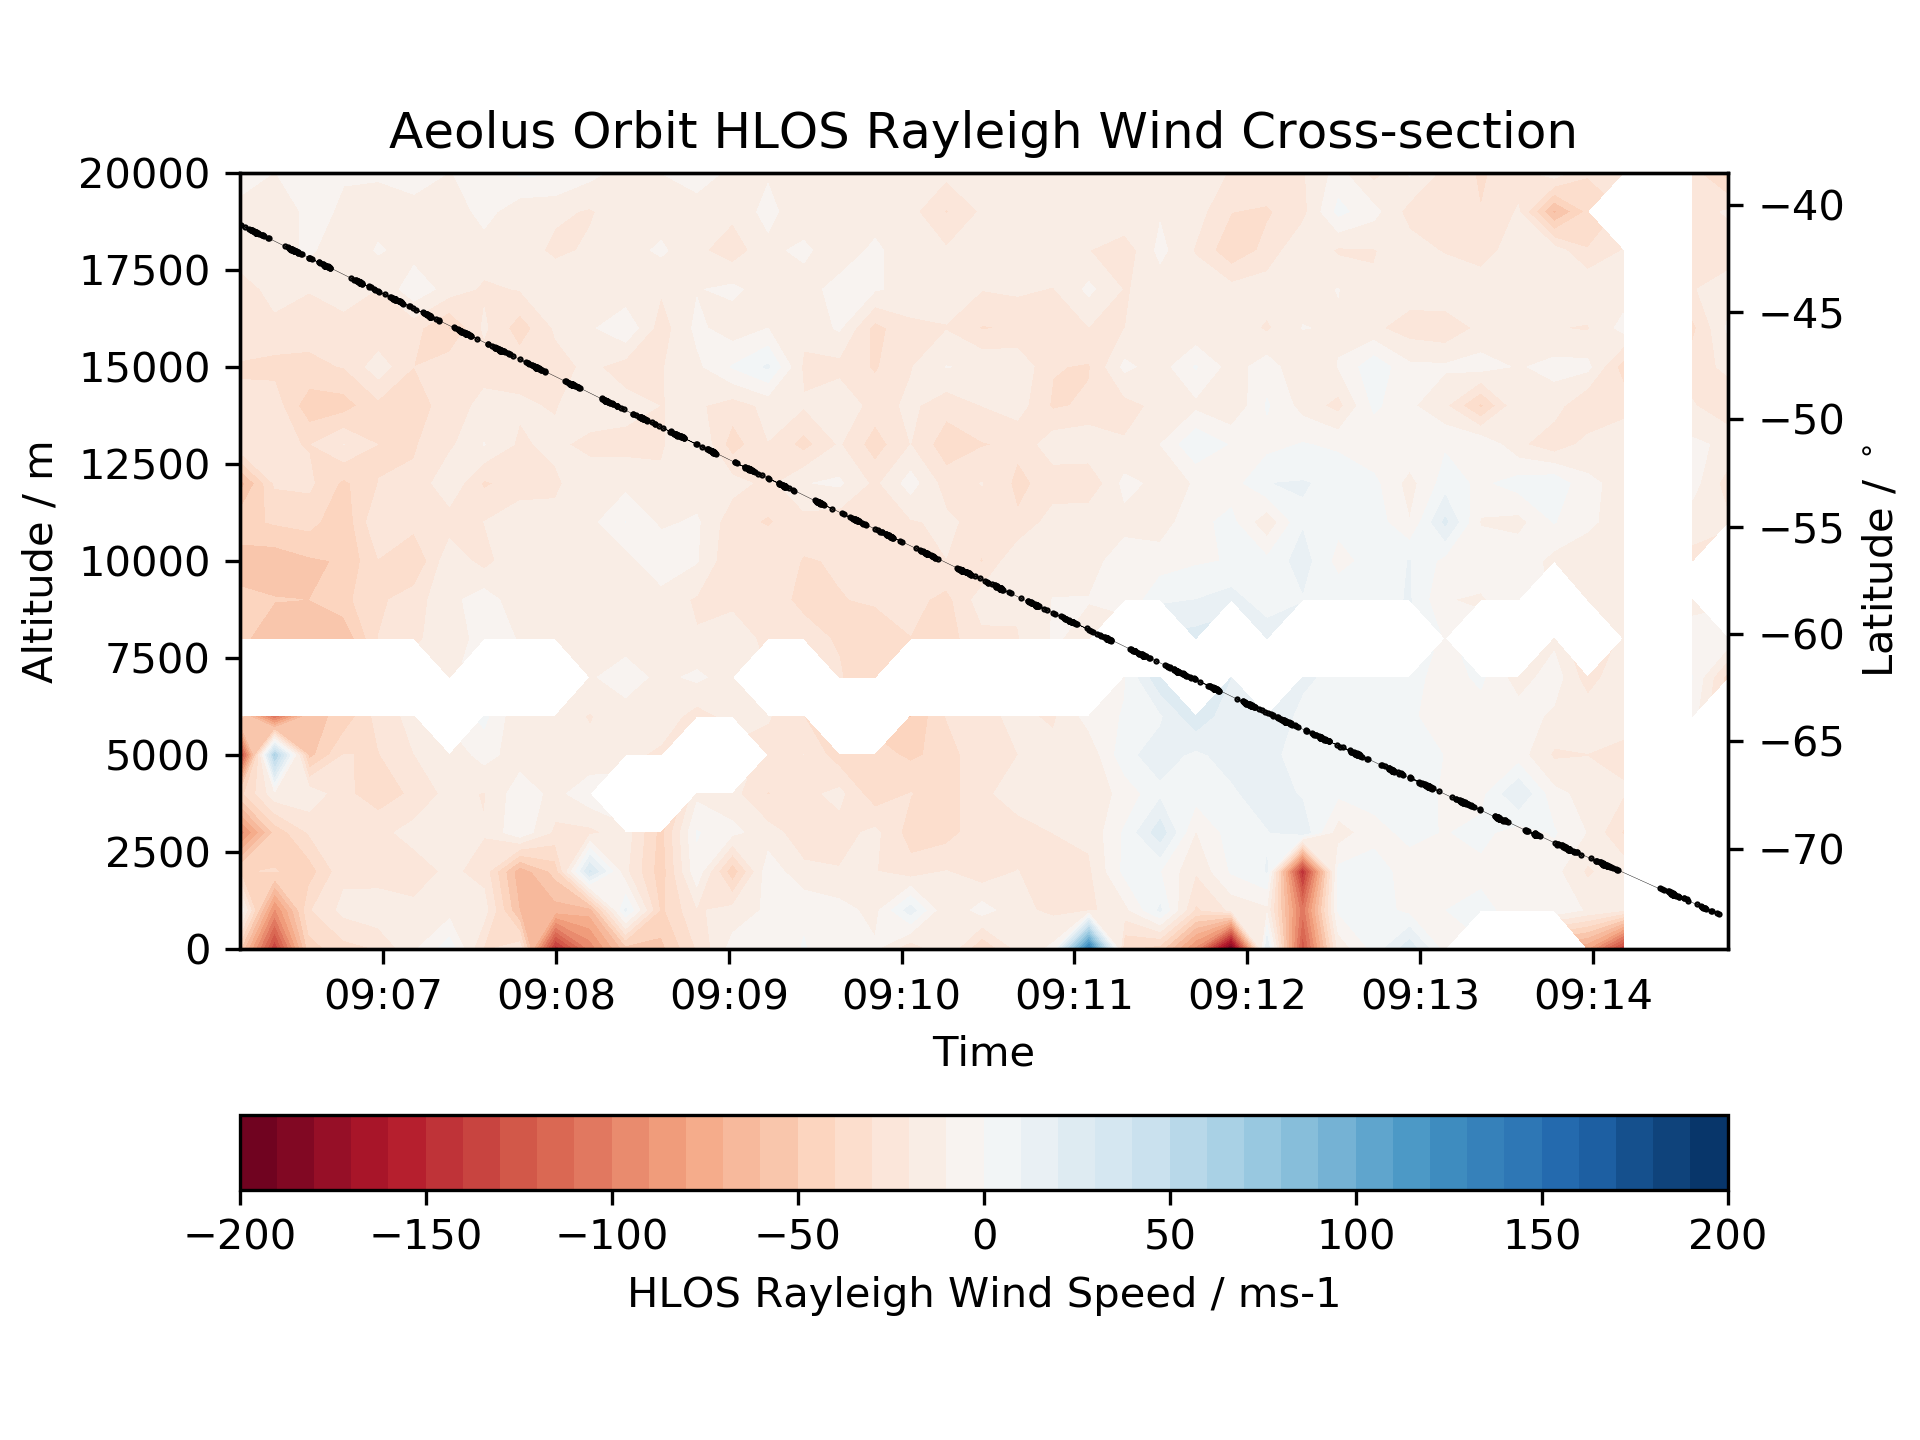 Aeolus Orbit HLOS Rayleigh Wind Cross-section
20000
17500
15000
12500
10000
7500
5000
2500
0
Altitude / m
−40
−45
−50
−55
−60
−65
−70
Latitude / °
09:07 09:08 09:09 09:10 09:11 09:12 09:13 09:14
Time
−200 −150 −100 −50 0 50 100 150 200
HLOS Rayleigh Wind Speed / ms-1